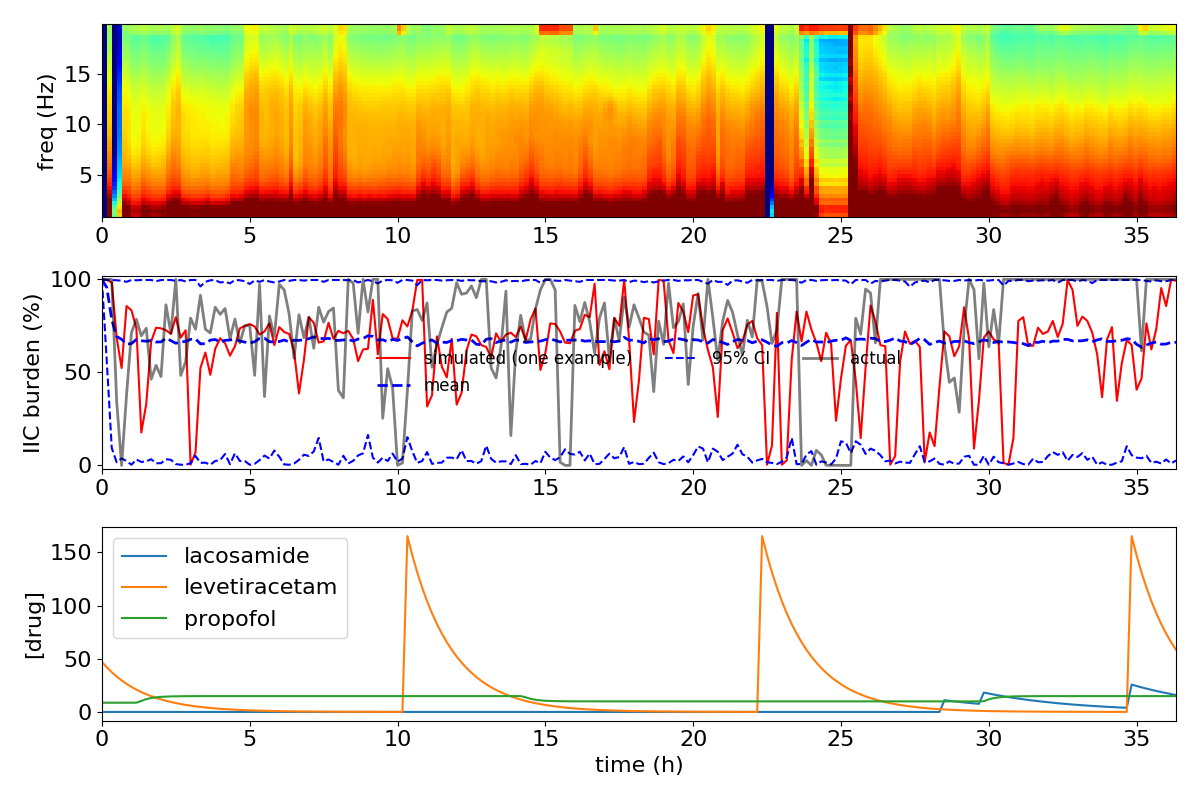 15
10
5
freq (Hz)
0 5 10 15 20 25 30 35
100
50
0
IIC burden (%)
simulated (one example) 95% CI actual
mean
0 5 10 15 20 25 30 35
150
100
50
0
[drug]
lacosamide
levetiracetam
propofol
0 5 10 15 20 25 30 35
time (h)